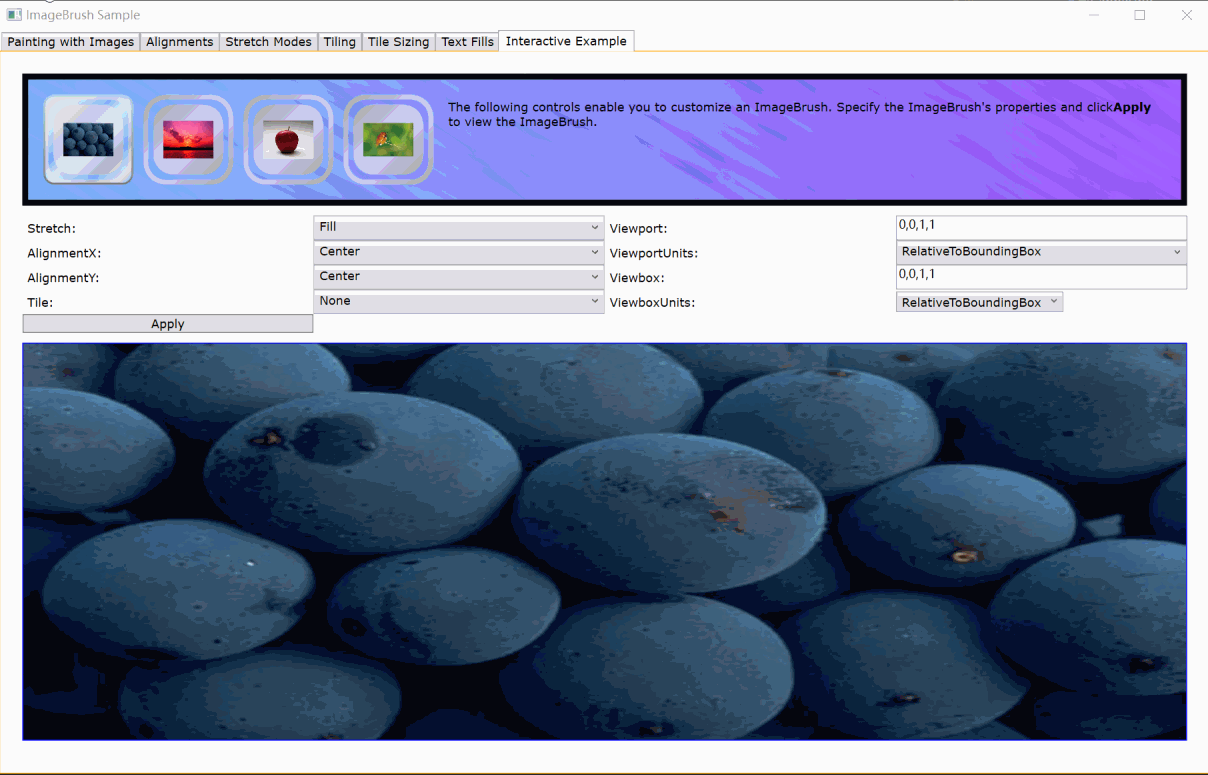 ImageBrush Sample
Painting with Images Alignments Stretch Modes Tiling Tile Sizing Text Fills Interactive Example
The following controls enable you to customize an ImageBrush. Specify the ImageBrush's properties and clickApply
to view the ImageBrush.
Stretch: Fill Viewport: 0,0,1,1
AlignmentX: Center ViewportUnits: RelativeToBoundingBox
AlignmentY: Center Viewbox: 0,0,1,1
Tile: None ViewboxUnits: RelativeToBoundingBox
Apply